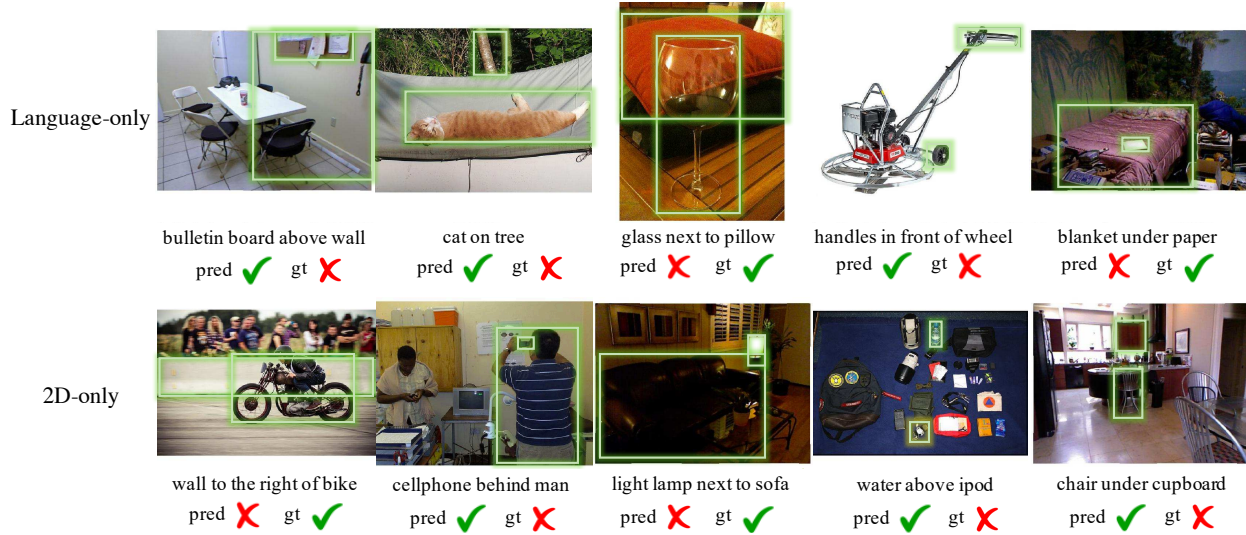 Language-only
bulletin board above wall
pred ✓ gt ✗
cat on tree
pred ✓ gt ✗
glass next to pillow
pred ✗ gt ✓
handles in front of wheel
pred ✓ gt ✗
blanket under paper
pred ✗ gt ✓
2D-only
wall to the right of bike
pred ✗ gt ✓
cellphone behind man
pred ✓ gt ✗
light lamp next to sofa
pred ✗ gt ✓
water above ipod
pred ✓ gt ✗
chair under cupboard
pred ✓ gt ✗